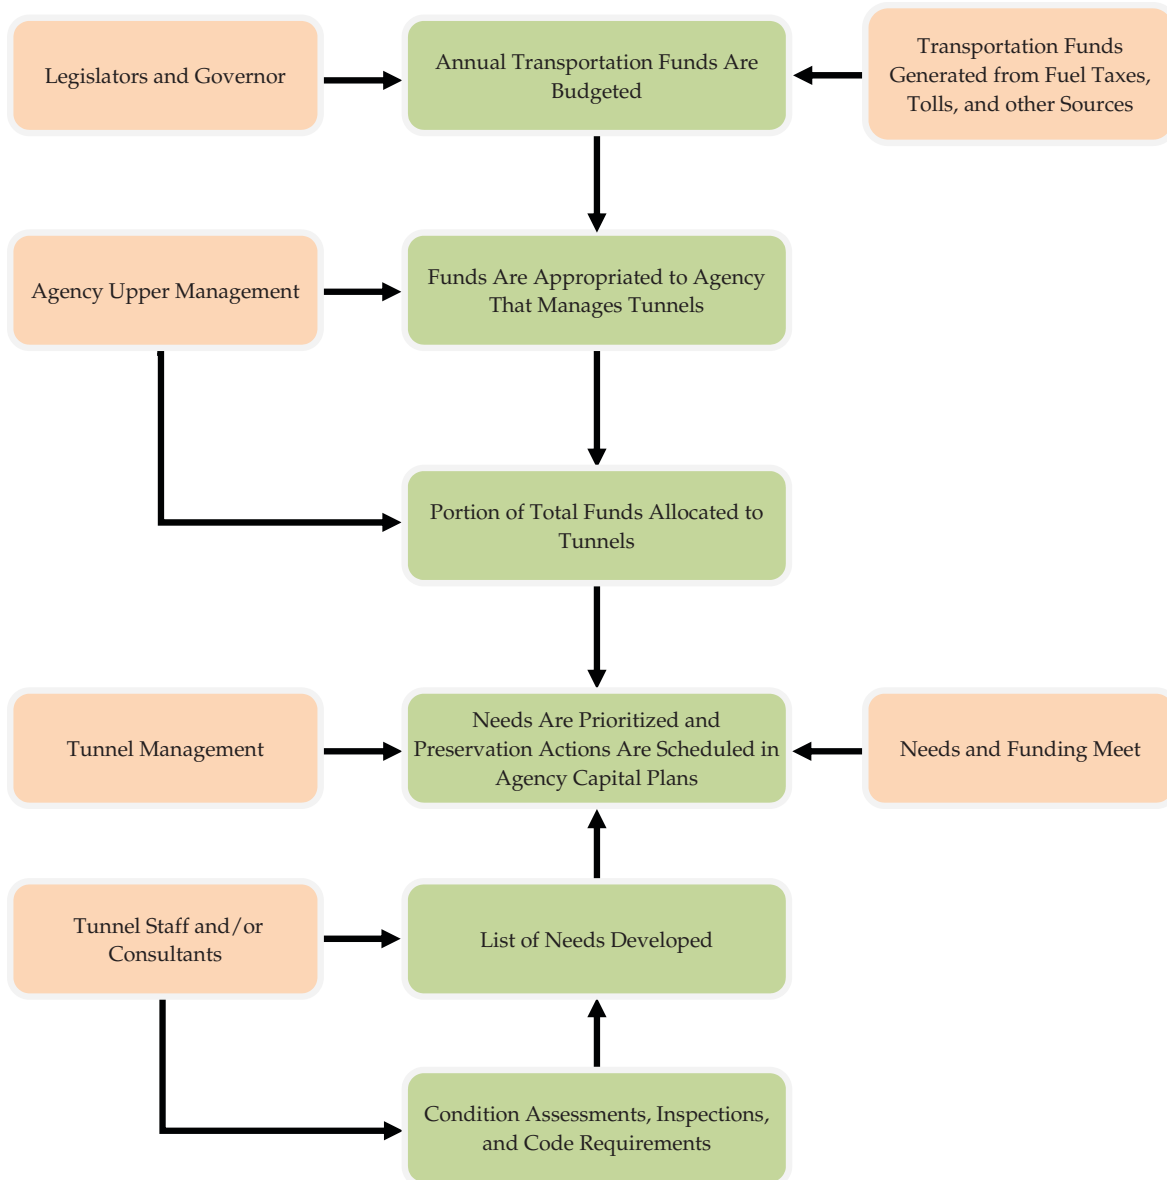 Legislators and Governor
Annual Transportation Funds Are
Budgeted
Transportation Funds
Generated from Fuel Taxes,
Tolls, and other Sources
Agency Upper Management
Funds Are Appropriated to Agency
That Manages Tunnels
Portion of Total Funds Allocated to
Tunnels
Tunnel Management
Needs Are Prioritized and
Preservation Actions Are Scheduled in
Agency Capital Plans
Needs and Funding Meet
Tunnel Staff and/or
Consultants
List of Needs Developed
Condition Assessments, Inspections,
and Code Requirements